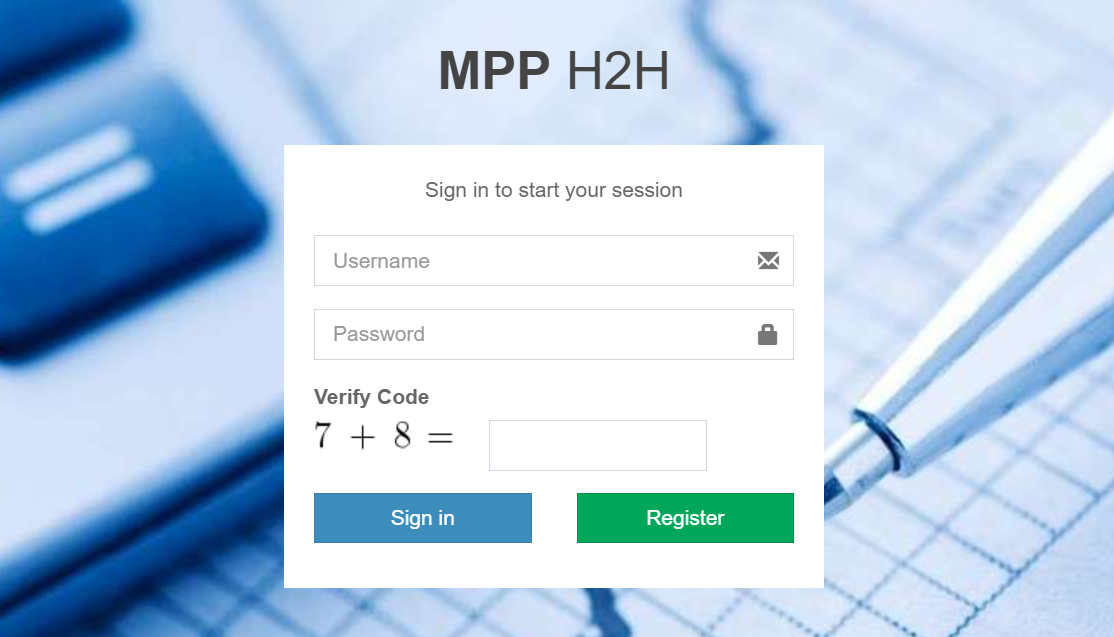 MPP H2H
Sign in to start your session
Username
Password
Verify Code
7 + 8 =
Sign in
Register